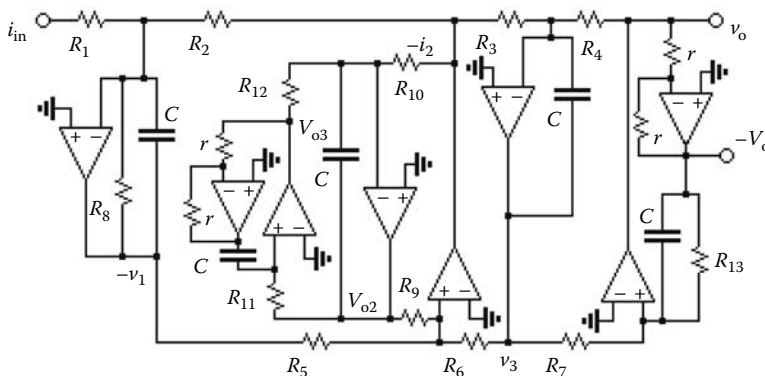 i_in R_1 R_2 −i_2 R_3 R_4 v_o
R_12 R_10 r
C V_o3 + − + −
+ − r C C − +
r −V_o
R_8 − + C − +
r C
−v_1 C + − R_13
R_11 V_o2 R_9 + − − +
R_5 R_6 v_3 R_7